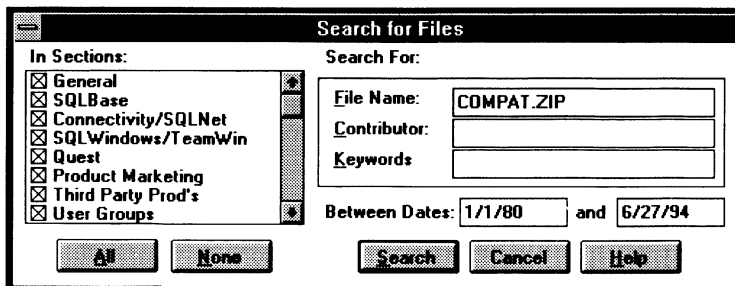 Search for Files
In Sections:
General
SQLBase
Connectivity/SQLNet
SQLWindows/TeamWin
Quest
Product Marketing
Third Party Prod's
User Groups
All
None
Search For:
File Name: COMPAT.ZIP
Contributor:
Keywords
Between Dates: 1/1/80 and 6/27/94
Search
Cancel
Help